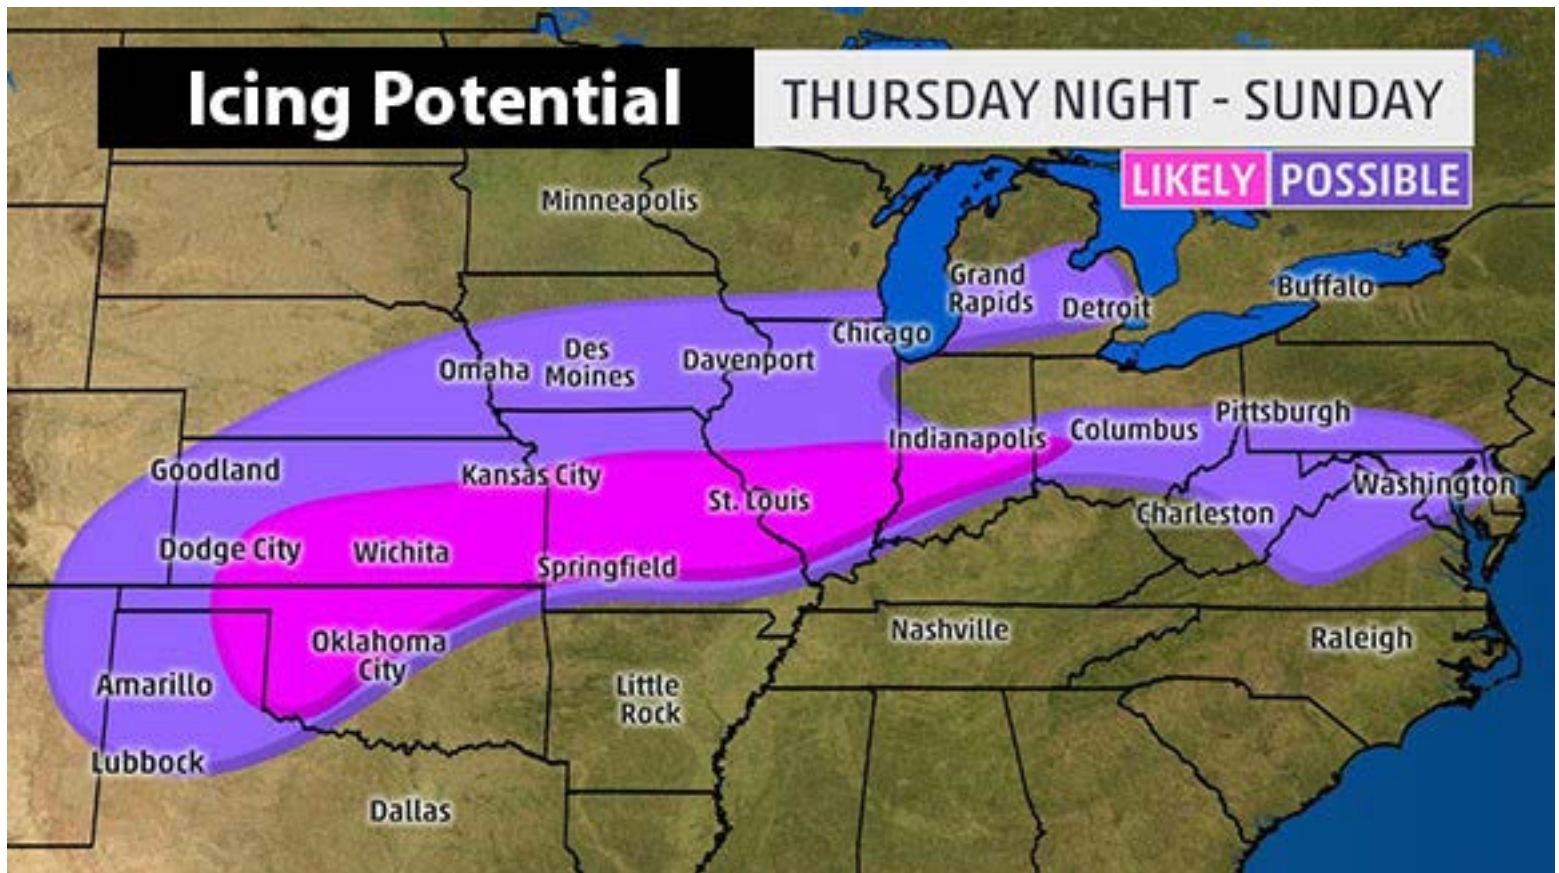 Icing Potential
THURSDAY NIGHT - SUNDAY
LIKELY
POSSIBLE
Minneapolis
Grand
Rapids
Detroit
Buffalo
Chicago
Omaha
Des
Moines
Davenport
Pittsburgh
Indianapolis
Columbus
Goodland
Kansas City
St. Louis
Washington
Charleston
Dodge City
Wichita
Springfield
Oklahoma
City
Nashville
Raleigh
Amarillo
Little
Rock
Lubbock
Dallas